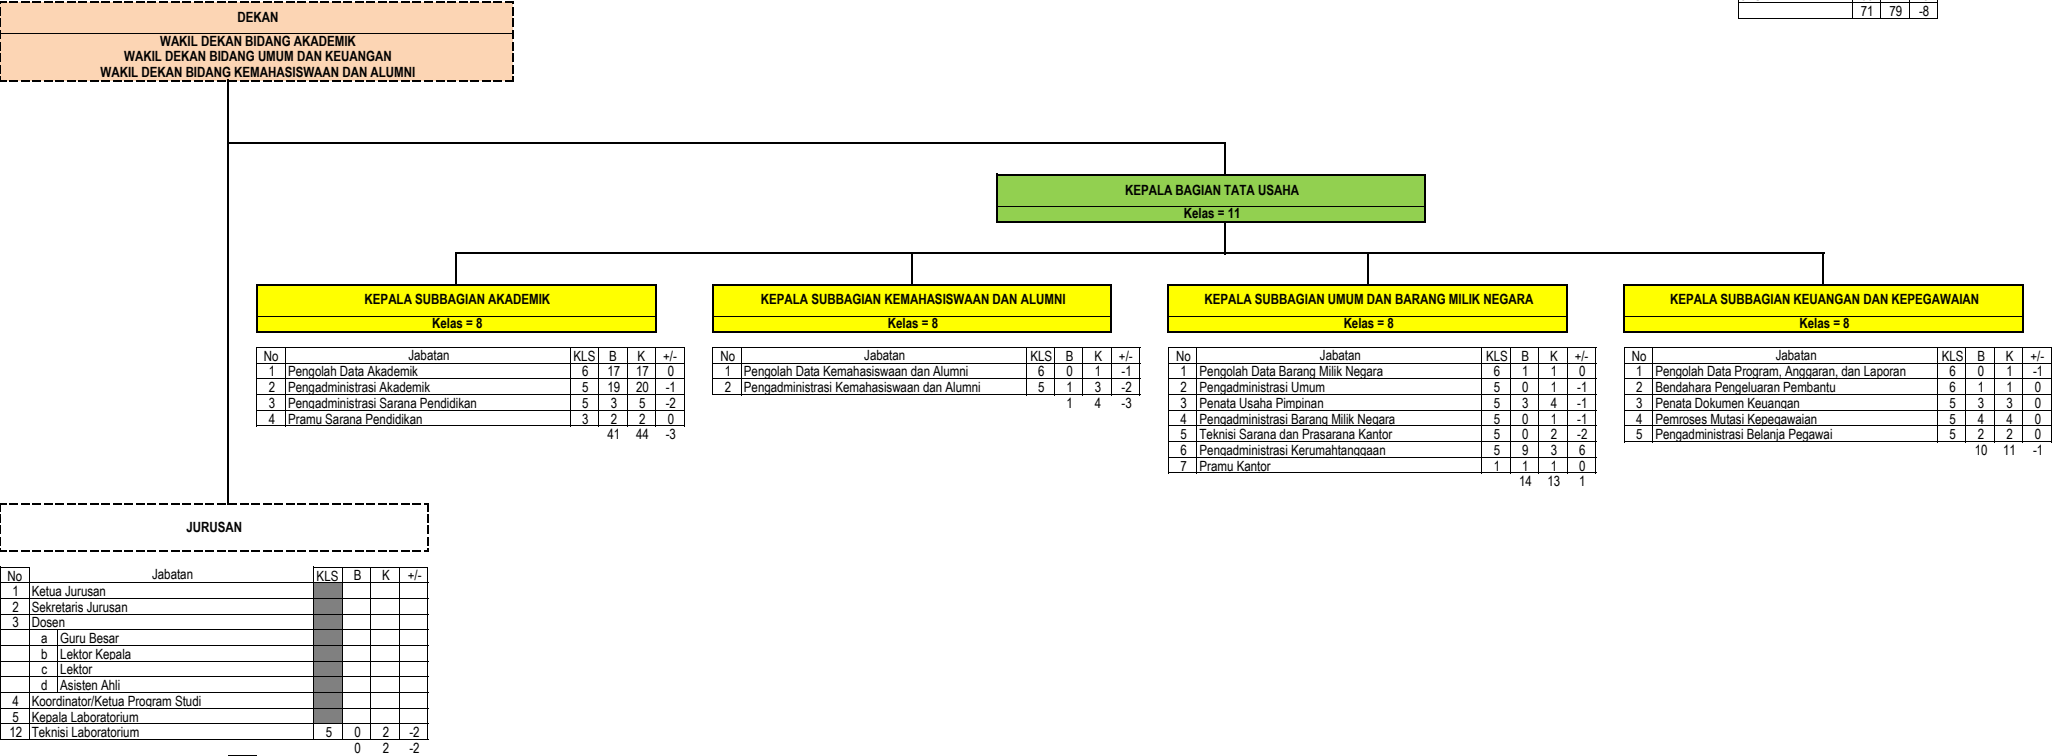 DEKAN
71 79 -8
WAKIL DEKAN BIDANG AKADEMIK
WAKIL DEKAN BIDANG UMUM DAN KEUANGAN
WAKIL DEKAN BIDANG KEMAHASISWAAN DAN ALUMNI
KEPALA BAGIAN TATA USAHA
Kelas = 11
KEPALA SUBBAGIAN AKADEMIK
Kelas = 8
No Jabatan KLS B K +/-
1 Pengolah Data Akademik 6 17 17 0
2 Pengadministrasi Akademik 5 19 20 -1
3 Pengadministrasi Sarana Pendidikan 5 3 5 -2
4 Pramu Sarana Pendidikan 3 2 2 0
41 44 -3
KEPALA SUBBAGIAN KEMAHASISWAAN DAN ALUMNI
Kelas = 8
No Jabatan KLS B K +/-
1 Pengolah Data Kemahasiswaan dan Alumni 6 0 1 -1
2 Pengadministrasi Kemahasiswaan dan Alumni 5 1 3 -2
1 4 -3
KEPALA SUBBAGIAN UMUM DAN BARANG MILIK NEGARA
Kelas = 8
No Jabatan KLS B K +/-
1 Pengolah Data Barang Milik Negara 6 1 1 0
2 Pengadministrasi Umum 5 0 1 -1
3 Penata Usaha Pimpinan 5 3 4 -1
4 Pengadministrasi Barang Milik Negara 5 0 1 -1
5 Teknisi Sarana dan Prasarana Kantor 5 0 2 -2
6 Pengadministrasi Kerumahtanggaan 5 9 3 6
7 Pramu Kantor 1 1 1 0
14 13 1
KEPALA SUBBAGIAN KEUANGAN DAN KEPEGAWAIAN
Kelas = 8
No Jabatan KLS B K +/-
1 Pengolah Data Program, Anggaran, dan Laporan 6 0 1 -1
2 Bendahara Pengeluaran Pembantu 6 1 1 0
3 Penata Dokumen Keuangan 5 3 3 0
4 Pemroses Mutasi Kepegawaian 5 4 4 0
5 Pengadministrasi Belanja Pegawai 5 2 2 0
10 11 -1
JURUSAN
No Jabatan KLS B K +/-
1 Ketua Jurusan
2 Sekretaris Jurusan
3 Dosen
a Guru Besar
b Lektor Kepala
c Lektor
d Asisten Ahli
4 Koordinator/Ketua Program Studi
5 Kepala Laboratorium
12 Teknisi Laboratorium 5 0 2 -2
0 2 -2